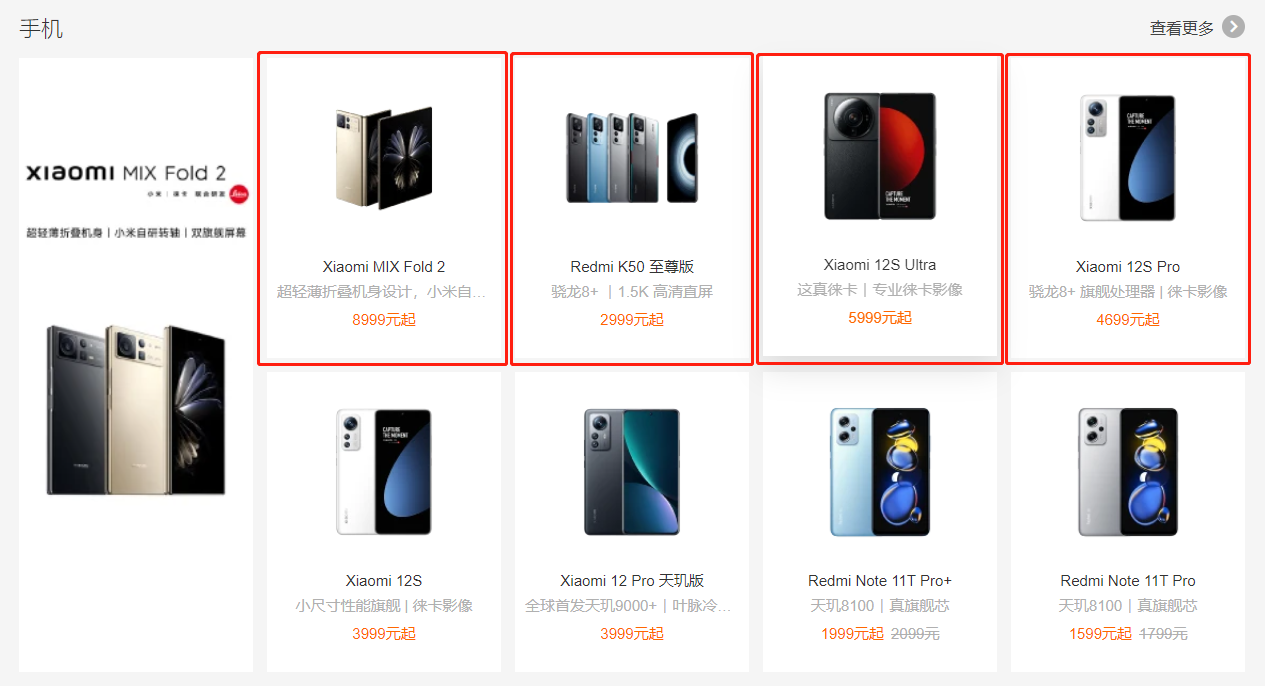 手机
查看更多
xiaomi MIX Fold 2
小米 | 徕卡 联合研发
超轻薄折叠机身 | 小米自研转轴 | 双旗舰屏幕
Xiaomi MIX Fold 2
超轻薄折叠机身设计，小米自…
8999元起
Redmi K50 至尊版
骁龙8+ | 1.5K 高清直屏
2999元起
CAPTURE
THE MOMENT
Xiaomi 12S Ultra
这真徕卡 | 专业徕卡影像
5999元起
CAPTURE
THE MOMENT
Xiaomi 12S Pro
骁龙8+ 旗舰处理器 | 徕卡影像
4699元起
CAPTURE
THE MOMENT
Xiaomi 12S
小尺寸性能旗舰 | 徕卡影像
3999元起
Xiaomi 12 Pro 天玑版
全球首发天玑9000+ | 叶脉冷…
3999元起
Redmi Note 11T Pro+
天玑8100 | 真旗舰芯
1999元起 2099元
Redmi Note 11T Pro
天玑8100 | 真旗舰芯
1599元起 1799元